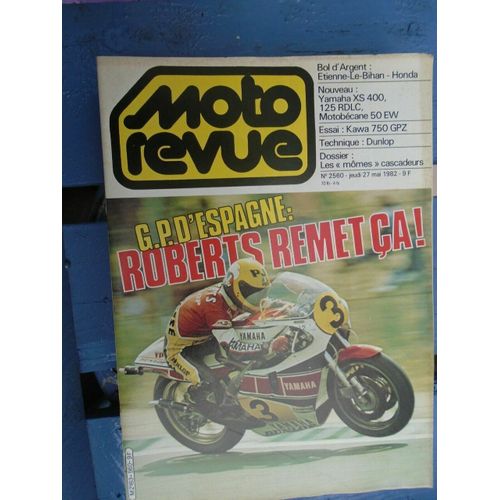 Moto
revue
Bol d'Argent :
Etienne-Le-Bihan - Honda
Nouveau :
Yamaha XS 400,
125 RDLC,
Motobécane 50 EW
Essai : Kawa 750 GPZ
Technique : Dunlop
Dossier :
Les « mômes » cascadeurs
N° 2560 - jeudi 27 mai 1982 - 9 F
G.P. D'ESPAGNE:
ROBERTS REMET ÇA!
3
YAMAHA
YAMAHA
YAMAHA
3